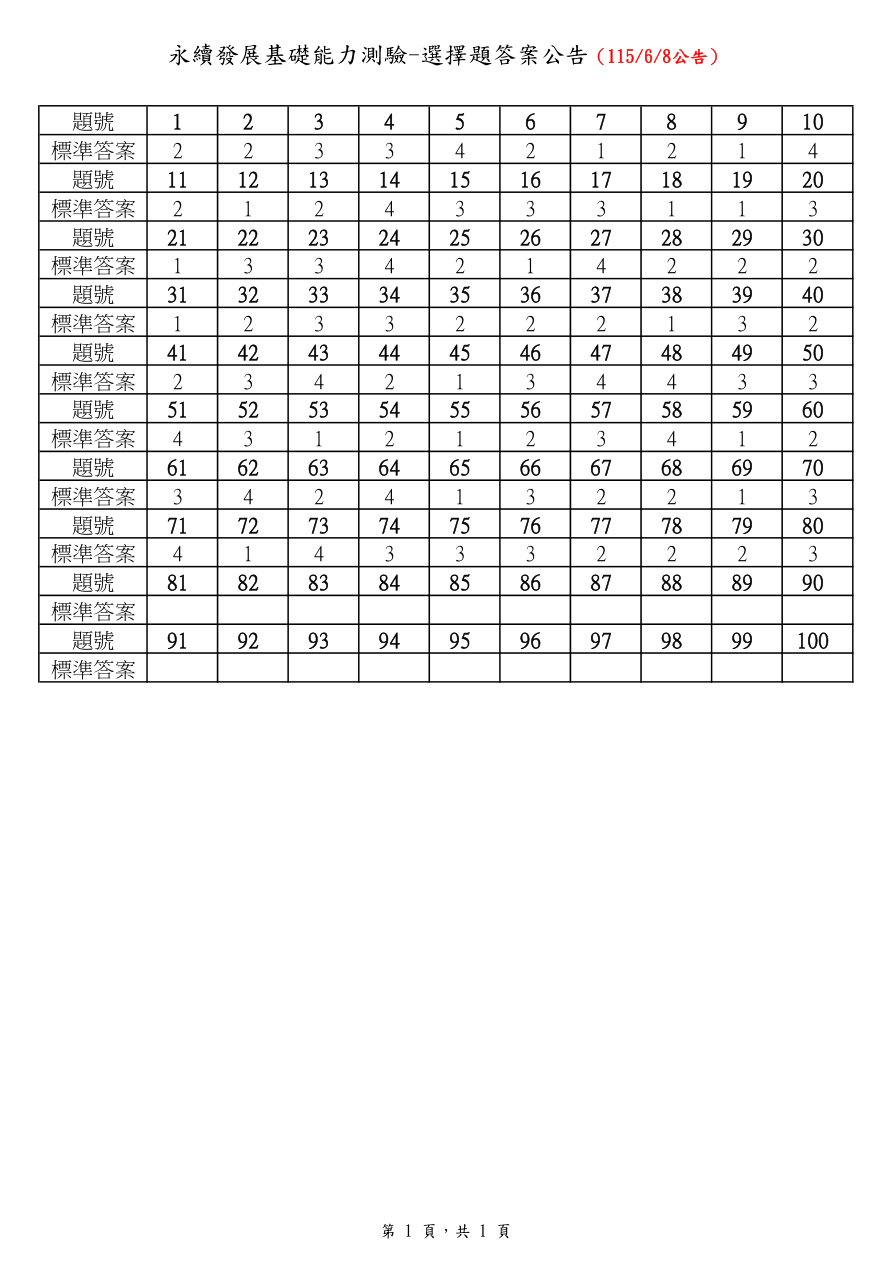 永續發展基礎能力測驗-選擇題答案公告（115/6/8公告）
題號 1 2 3 4 5 6 7 8 9 10
標準答案 2 2 3 3 4 2 1 2 1 4
題號 11 12 13 14 15 16 17 18 19 20
標準答案 2 1 2 4 3 3 3 1 1 3
題號 21 22 23 24 25 26 27 28 29 30
標準答案 1 3 3 4 2 1 4 2 2 2
題號 31 32 33 34 35 36 37 38 39 40
標準答案 1 2 3 3 2 2 2 1 3 2
題號 41 42 43 44 45 46 47 48 49 50
標準答案 2 3 4 2 1 3 4 4 3 3
題號 51 52 53 54 55 56 57 58 59 60
標準答案 4 3 1 2 1 2 3 4 1 2
題號 61 62 63 64 65 66 67 68 69 70
標準答案 3 4 2 4 1 3 2 2 1 3
題號 71 72 73 74 75 76 77 78 79 80
標準答案 4 1 4 3 3 3 2 2 2 3
題號 81 82 83 84 85 86 87 88 89 90
標準答案
題號 91 92 93 94 95 96 97 98 99 100
標準答案
第 1 頁，共 1 頁